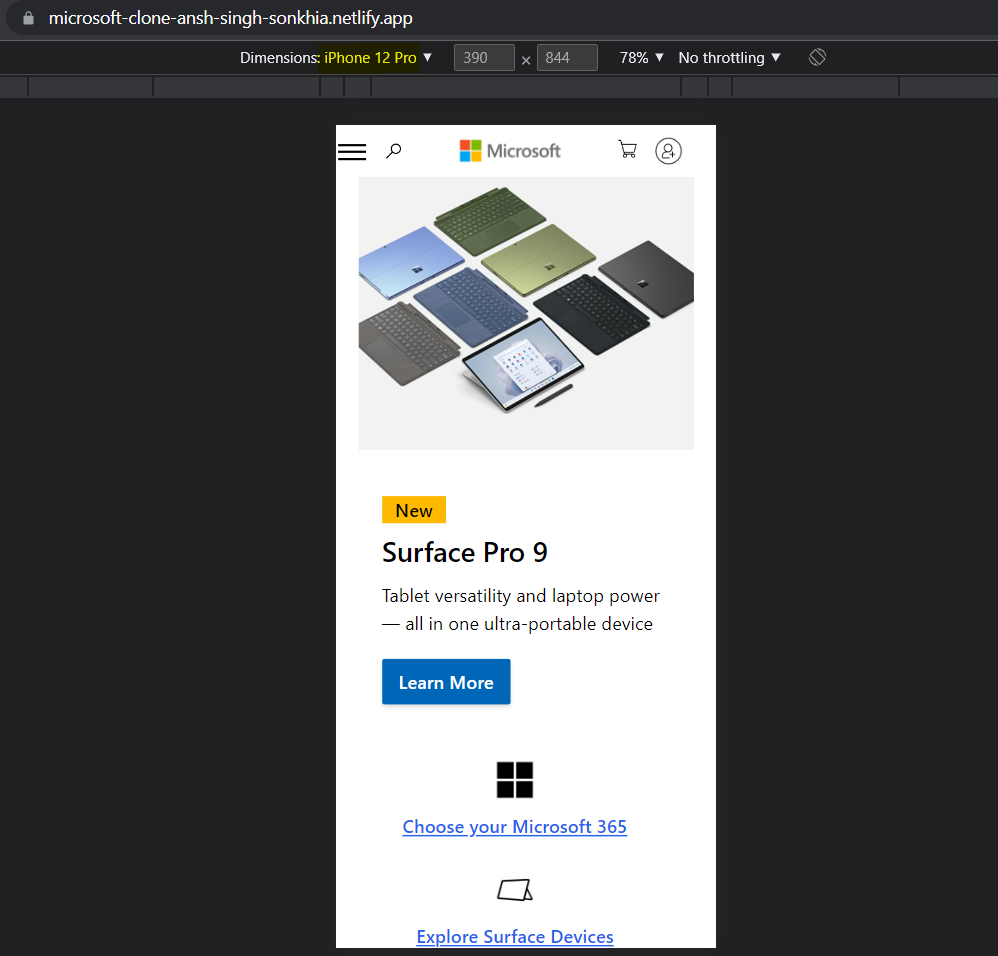 microsoft-clone-ansh-singh-sonkhia.netlify.app
Dimensions: iPhone 12 Pro ▼ 390 × 844 78% ▼ No throttling ▼
Microsoft
New
Surface Pro 9
Tablet versatility and laptop power
— all in one ultra-portable device
Learn More
Choose your Microsoft 365
Explore Surface Devices